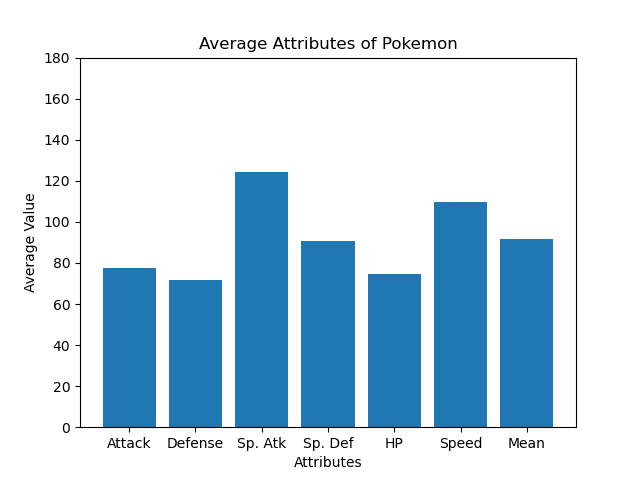 Average Attributes of Pokemon
180
160
140
120
100
80
60
40
20
0
Average Value
Attack Defense Sp. Atk Sp. Def HP Speed Mean
Attributes